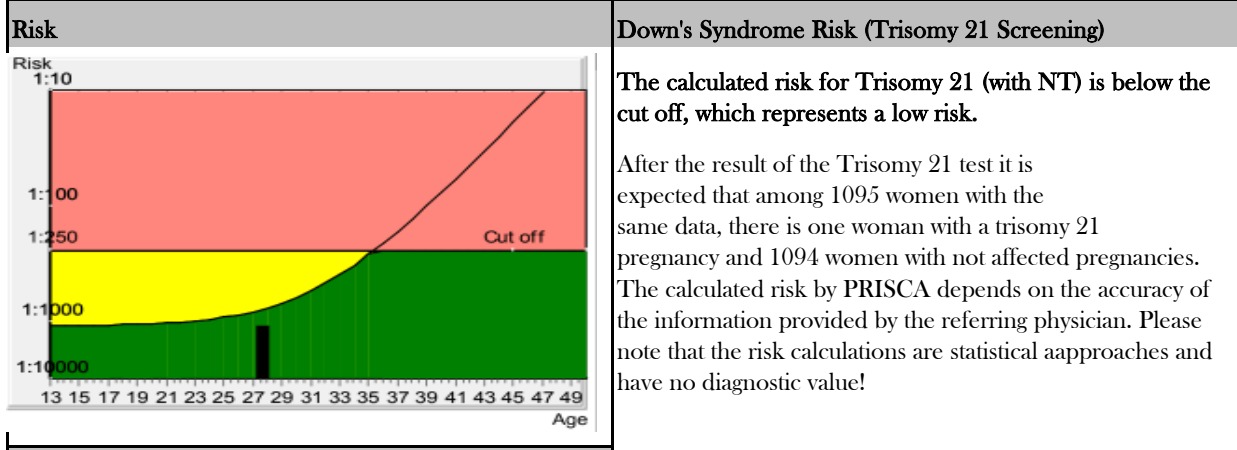 Risk
Down's Syndrome Risk (Trisomy 21 Screening)
Risk
1:10
1:100
1:250
Cut off
1:1000
1:10000
13 15 17 19 21 23 25 27 29 31 33 35 37 39 41 43 45 47 49
Age
The calculated risk for Trisomy 21 (with NT) is below the
cut off, which represents a low risk.
After the result of the Trisomy 21 test it is
expected that among 1095 women with the
same data, there is one woman with a trisomy 21
pregnancy and 1094 women with not affected pregnancies.
The calculated risk by PRISCA depends on the accuracy of
the information provided by the referring physician. Please
note that the risk calculations are statistical aapproaches and
have no diagnostic value!